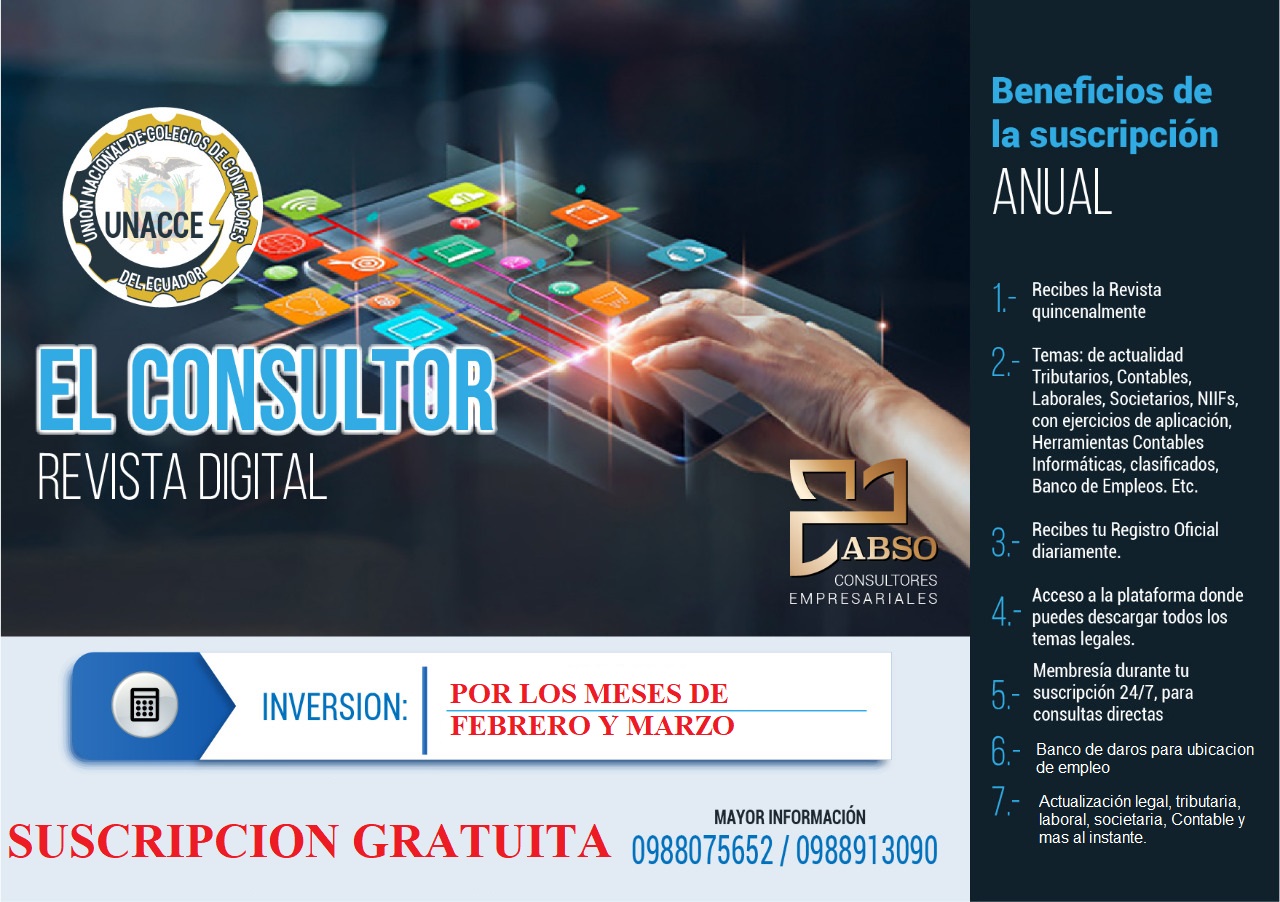 UNION NACIONAL DE COLEGIOS DE CONTADORES
UNACCE
DEL ECUADOR
EL CONSULTOR
REVISTA DIGITAL
ABSO
CONSULTORES
EMPRESARIALES
INVERSION:
POR LOS MESES DE
FEBRERO Y MARZO
SUSCRIPCION GRATUITA
MAYOR INFORMACIÓN
0988075652 / 0988913090
Beneficios de
la suscripción
ANUAL
1.- Recibes la Revista
quincenalmente
2.- Temas: de actualidad
Tributarios, Contables,
Laborales, Societarios, NIIFs,
con ejercicios de aplicación,
Herramientas Contables
Informáticas, clasificados,
Banco de Empleos. Etc.
3.- Recibes tu Registro Oficial
diariamente.
4.- Acceso a la plataforma donde
puedes descargar todos los
temas legales.
5.- Membresía durante tu
suscripción 24/7, para
consultas directas
6.- Banco de daros para ubicacion
de empleo
7.- Actualización legal, tributaria,
laboral, societaria, Contable y
mas al instante.